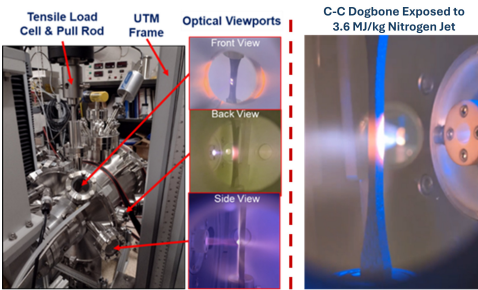 Tensile Load
Cell & Pull Rod
UTM
Frame
Optical Viewports
Front View
Back View
Side View
C-C Dogbone Exposed to
3.6 MJ/kg Nitrogen Jet